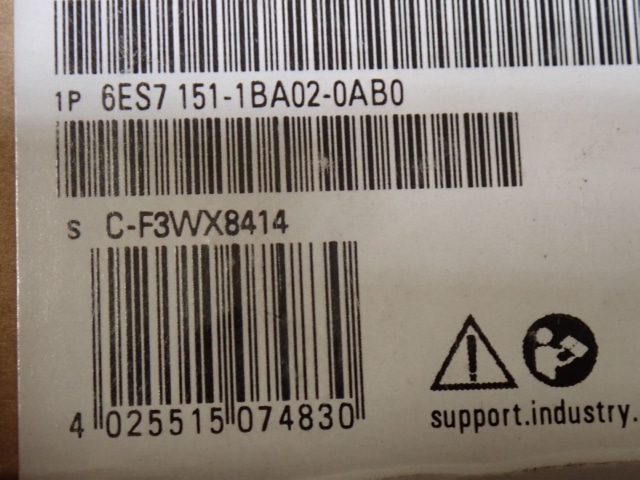 1P 6ES7 151-1BA02-0AB0
S C-F3WX8414
4 025515 074830
support.industry.